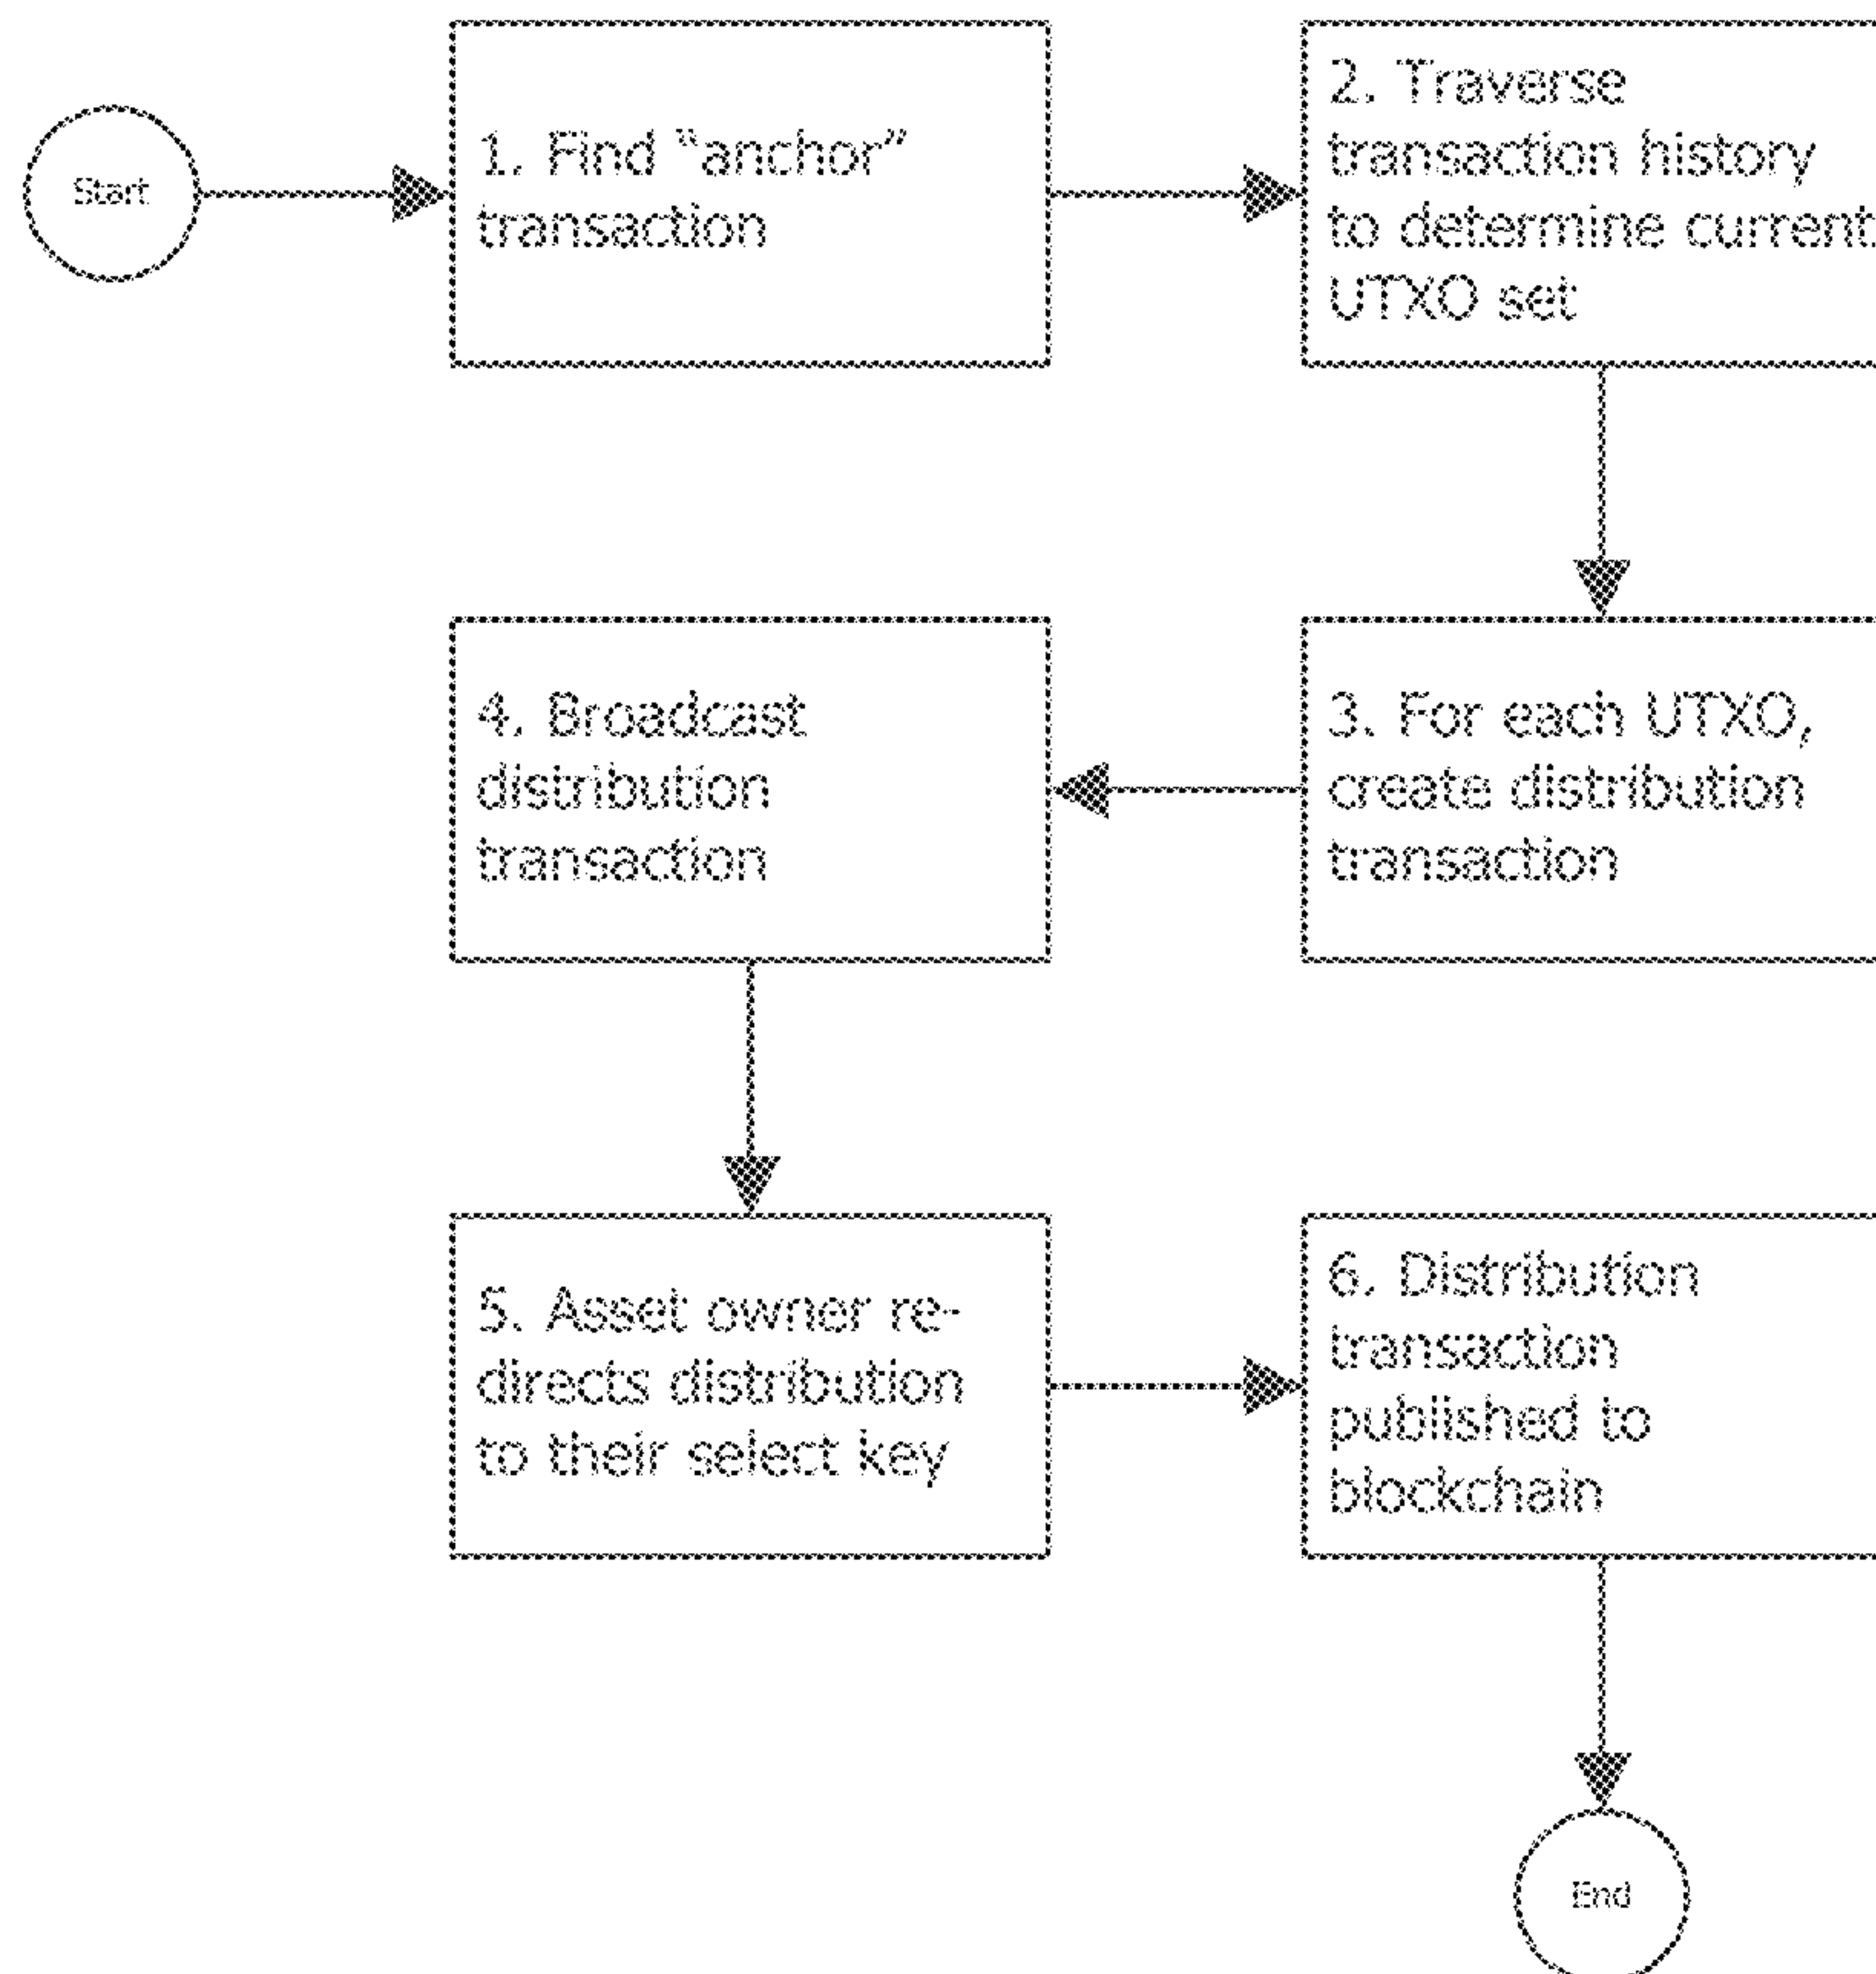 Start
1. Find “anchor”
transaction
2. Traverse
transaction history
to determine current
UTXO set
3. For each UTXO,
create distribution
transaction
4. Broadcast
distribution
transaction
5. Asset owner re-
directs distribution
to their select key
6. Distribution
transaction
published to
blockchain
End